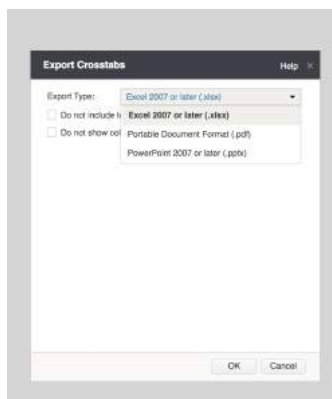 Export Crosstabs Help ×
Export Type: Excel 2007 or later (.xlsx)
Do not include
Excel 2007 or later (.xlsx)
Do not show col
Portable Document Format (.pdf)
PowerPoint 2007 or later (.pptx)
OK Cancel